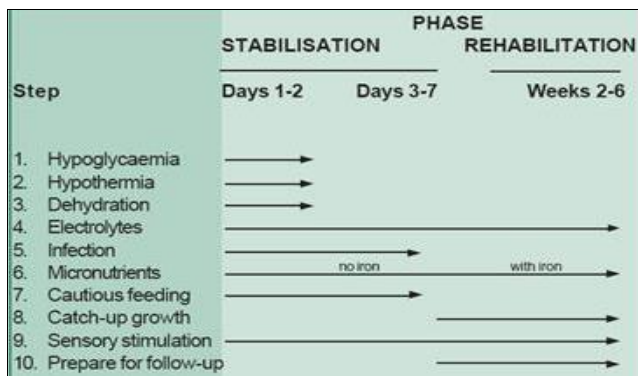 PHASE
STABILISATION REHABILITATION
Step Days 1-2 Days 3-7 Weeks 2-6
1. Hypoglycaemia
2. Hypothermia
3. Dehydration
4. Electrolytes
5. Infection
6. Micronutrients no iron with iron
7. Cautious feeding
8. Catch-up growth
9. Sensory stimulation
10. Prepare for follow-up